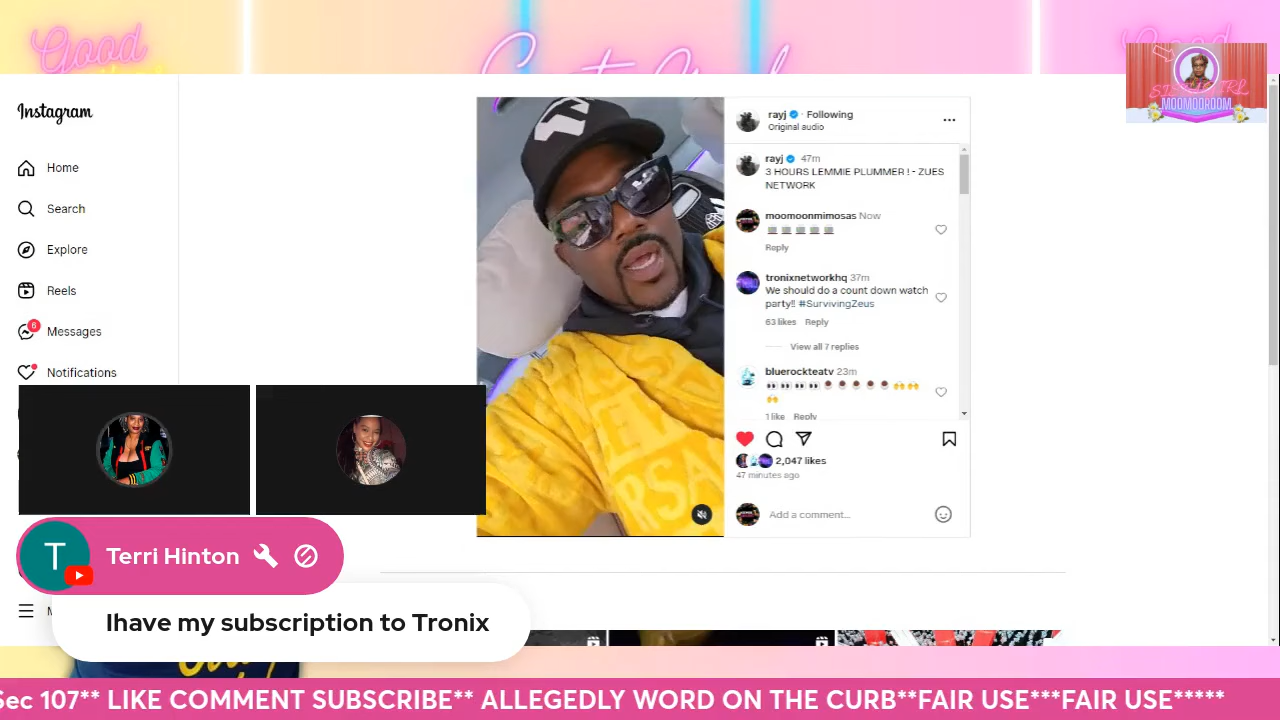 Good
Instagram
Home
Search
Explore
Reels
6
Messages
Notifications
rayj · Following
Original audio
rayj 47m
3 HOURS LEMMIE PLUMMER ! - ZUES
NETWORK
moomoonmimosas Now
Reply
tronixnetworkhq 37m
We should do a count down watch
party!! #SurvivingZeus
63 likes Reply
View all 7 replies
bluerockteatv 23m
1 like Reply
2,047 likes
47 minutes ago
Add a comment...
MOOMOOROOM
T
Terri Hinton
Ihave my subscription to Tronix
Sec 107** LIKE COMMENT SUBSCRIBE** ALLEGEDLY WORD ON THE CURB**FAIR USE***FAIR USE*****